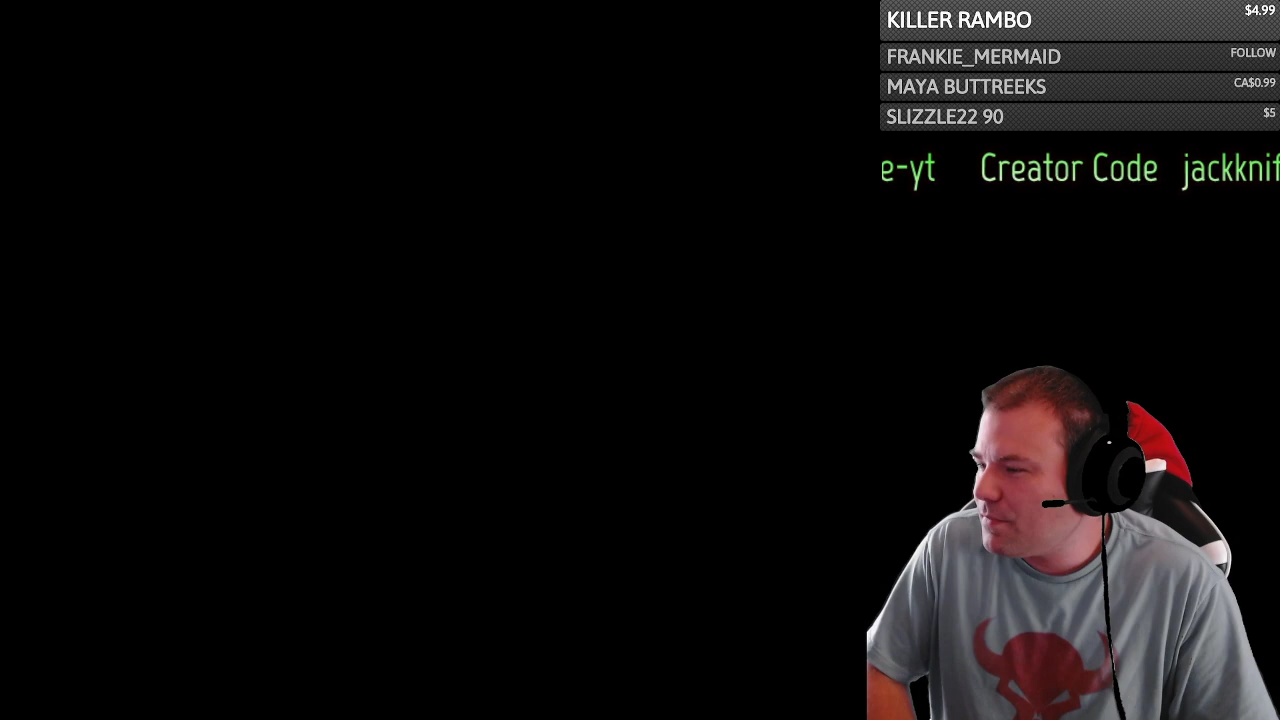 KILLER RAMBO $4.99
FRANKIE_MERMAID FOLLOW
MAYA BUTTREEKS CA$0.99
SLIZZLE22 90 $5
e-yt Creator Code jackknif